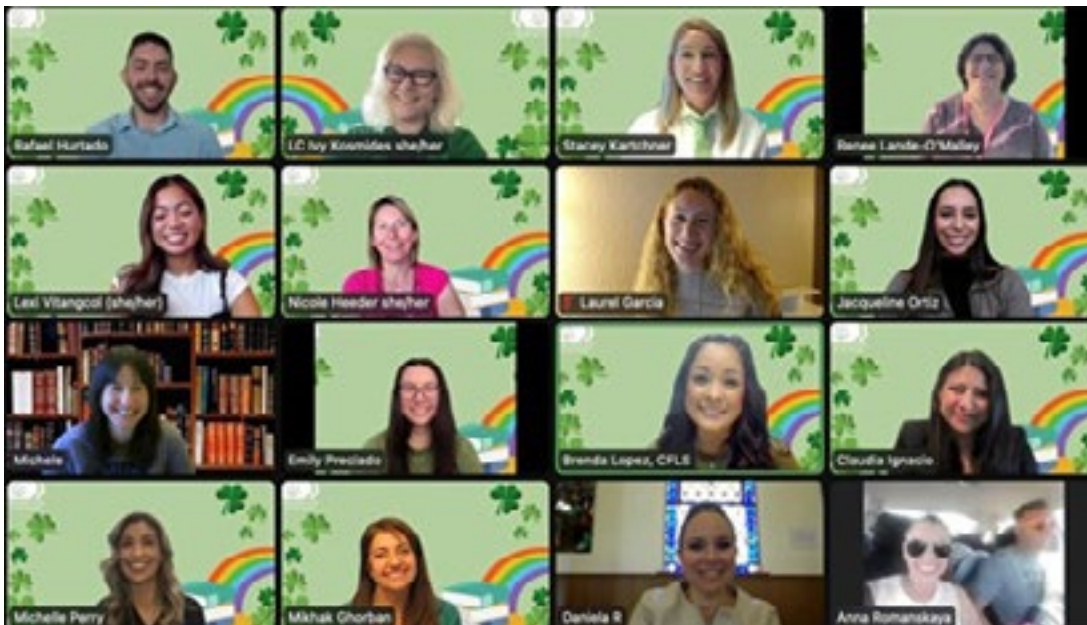 Rafael Hurtado
LC Ivy Kosmides she/her
Stacey Kartchner
Renee Lande-O'Malley
Lexi Vitangcol (she/her)
Nicole Heeder she/her
Laurel Garcia
Jacqueline Ortiz
Michele
Emily Preciado
Brenda Lopez, CFLE
Claudia Ignacio
Michelle Perry
Mikhak Ghorban
Daniela R
Anna Romanskaya